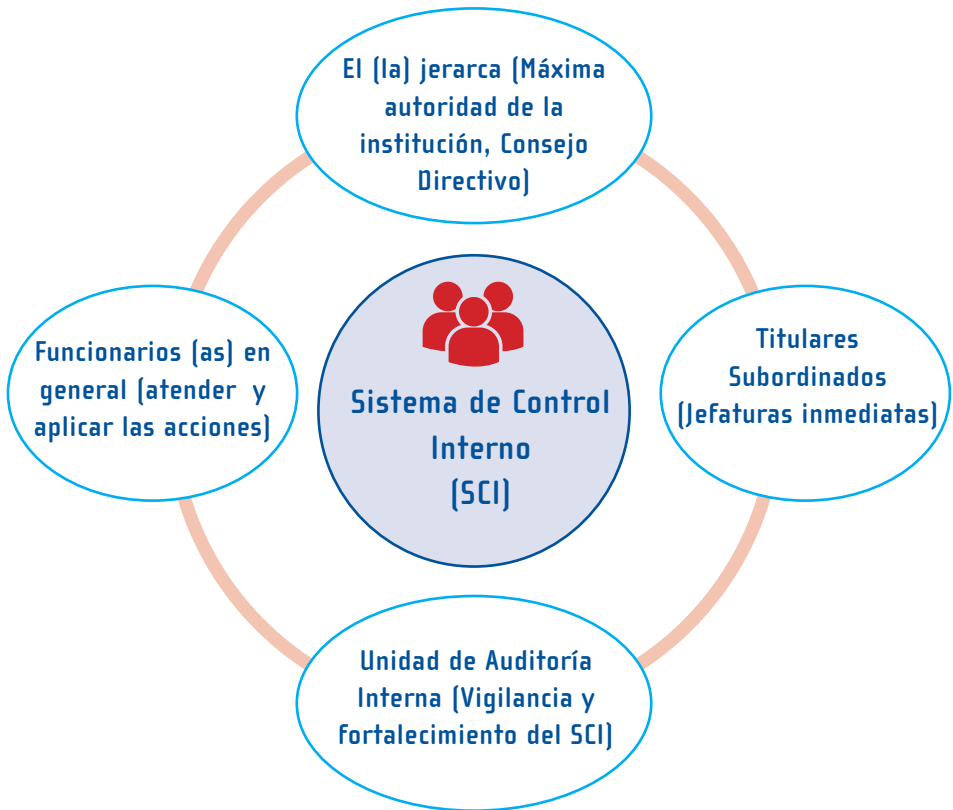 El (la) jerarca (Máxima
autoridad de la
institución, Consejo
Directivo)
Funcionarios (as) en
general (atender y
aplicar las acciones)
Sistema de Control
Interno
(SCI)
Titulares
Subordinados
(Jefaturas inmediatas)
Unidad de Auditoría
Interna (Vigilancia y
fortalecimiento del SCI)